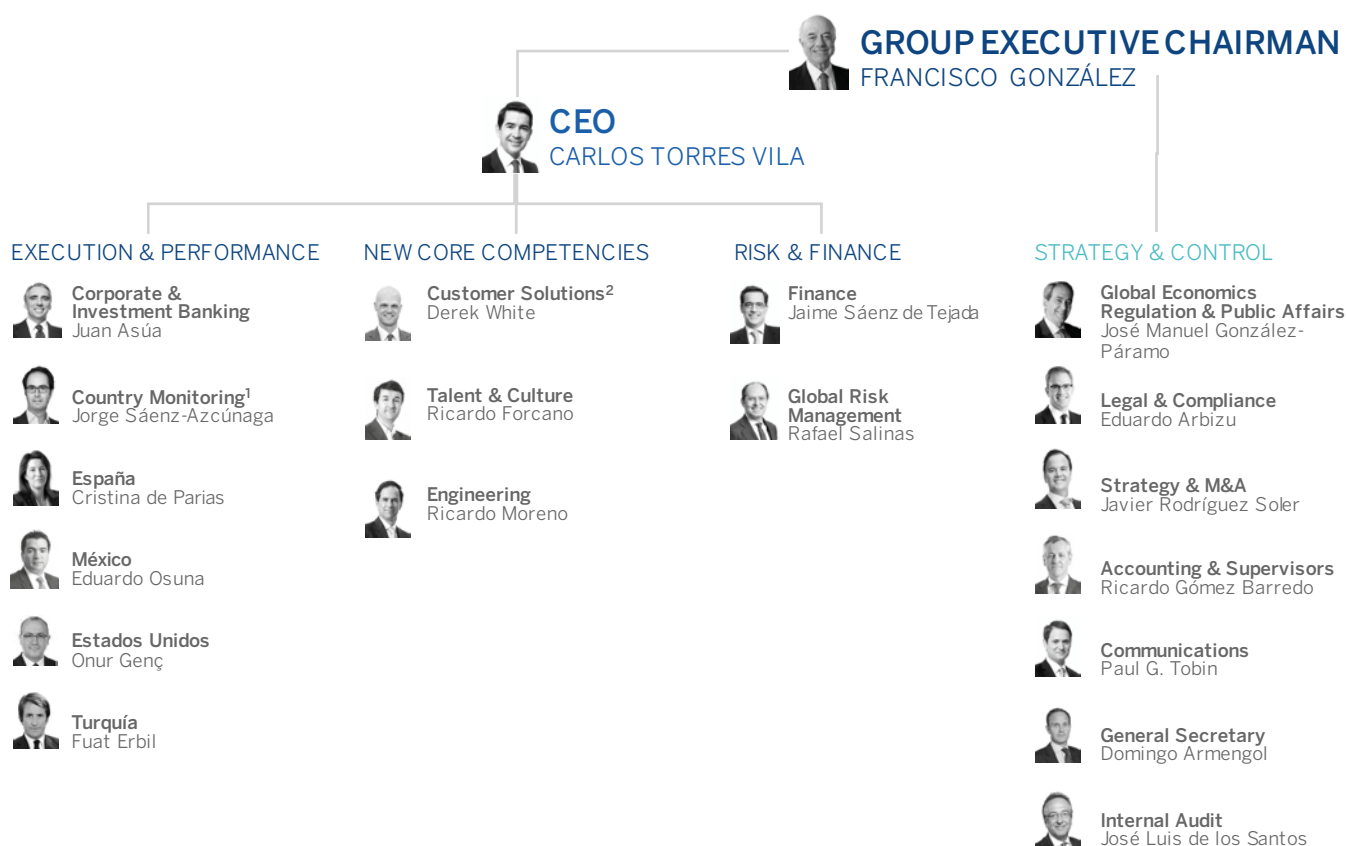 GROUP EXECUTIVE CHAIRMAN
FRANCISCO GONZÁLEZ
CEO
CARLOS TORRES VILA
EXECUTION & PERFORMANCE
Corporate &
Investment Banking
Juan Asúa
Country Monitoring¹
Jorge Sáenz-Azcúnaga
España
Cristina de Parias
México
Eduardo Osuna
Estados Unidos
Onur Genç
Turquía
Fuat Erbil
NEW CORE COMPETENCIES
Customer Solutions²
Derek White
Talent & Culture
Ricardo Forcano
Engineering
Ricardo Moreno
RISK & FINANCE
Finance
Jaime Sáenz de Tejada
Global Risk
Management
Rafael Salinas
STRATEGY & CONTROL
Global Economics
Regulation & Public Affairs
José Manuel González-
Páramo
Legal & Compliance
Eduardo Arbizu
Strategy & M&A
Javier Rodríguez Soler
Accounting & Supervisors
Ricardo Gómez Barredo
Communications
Paul G. Tobin
General Secretary
Domingo Armengol
Internal Audit
José Luis de los Santos